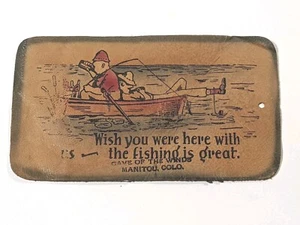 Wish you were here with
us — the fishing is great.
CAVE OF THE WINDS
MANITOU, COLO.